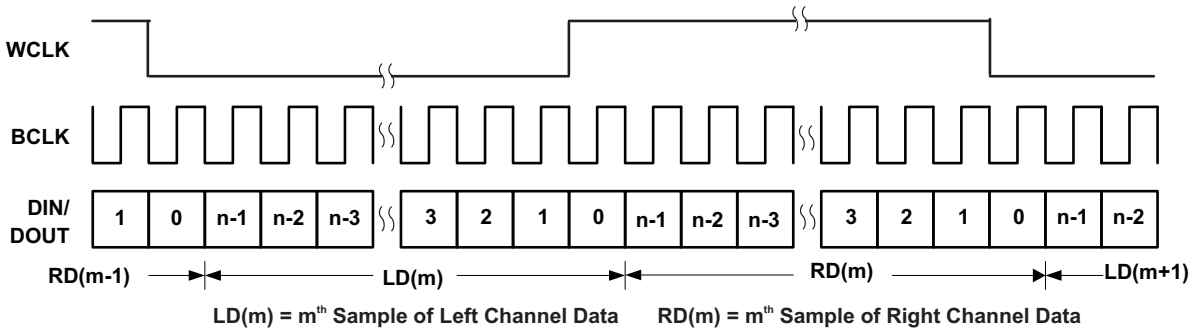 WCLK
BCLK
DIN/
DOUT
1 0 n-1 n-2 n-3 3 2 1 0 n-1 n-2 n-3 3 2 1 0 n-1 n-2
RD(m-1) LD(m) RD(m) LD(m+1)
LD(m) = mth Sample of Left Channel Data RD(m) = mth Sample of Right Channel Data